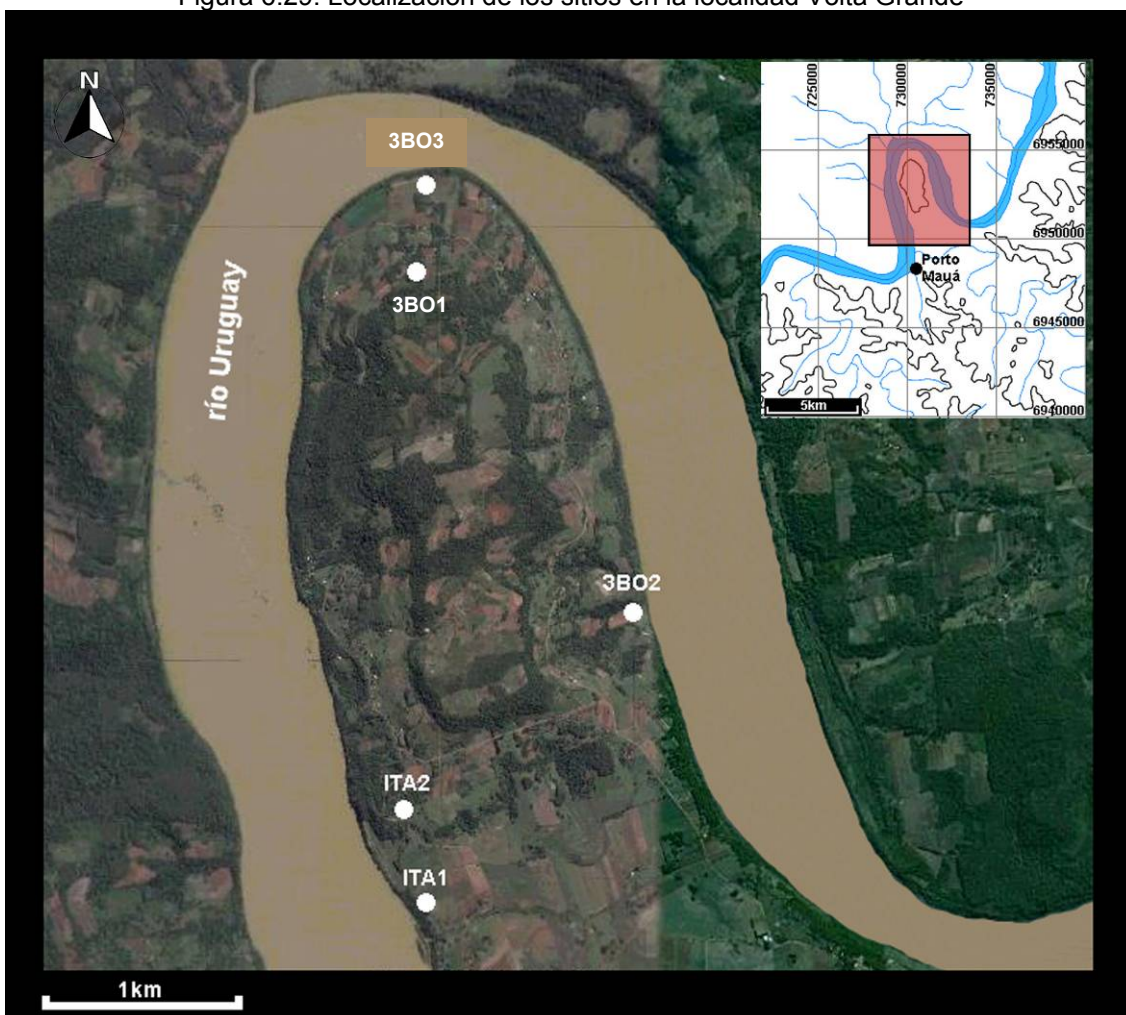 Figura 6.29. Localización de los sitios en la localidad Volta Grande
N
725000
730000
735000
6955000
6950000
Porto
Mauá
6945000
6940000
5km
3BO3
3BO1
río Uruguay
3BO2
ITA2
ITA1
1km